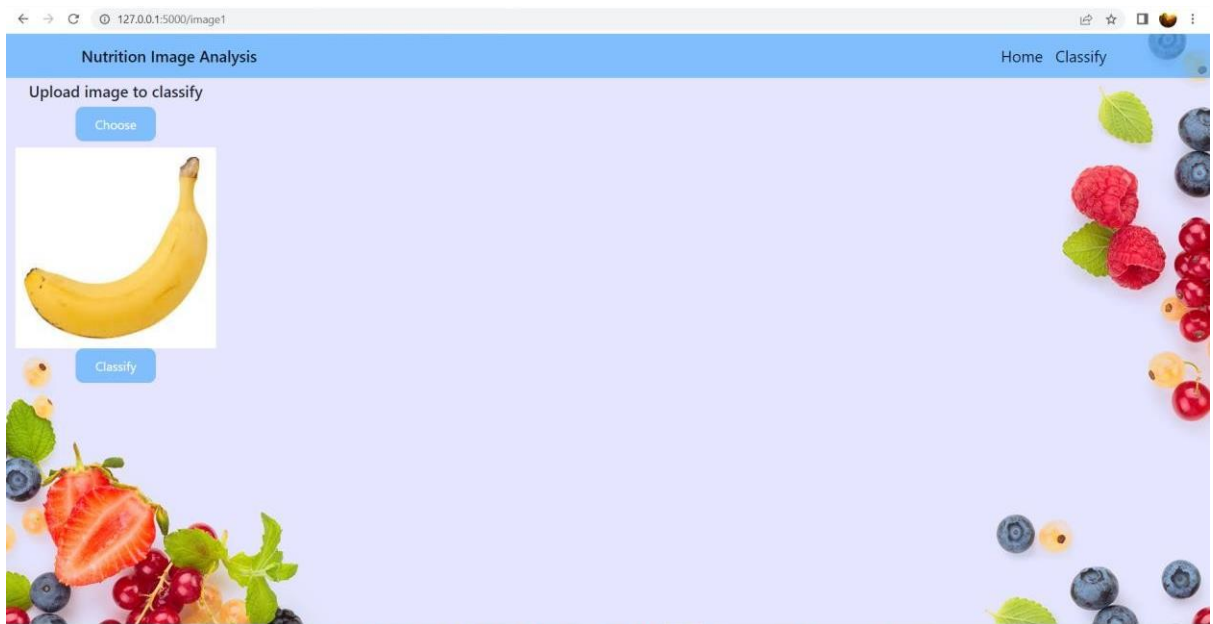 127.0.0.1:5000/image1
Nutrition Image Analysis
Home Classify
Upload image to classify
Choose
Classify